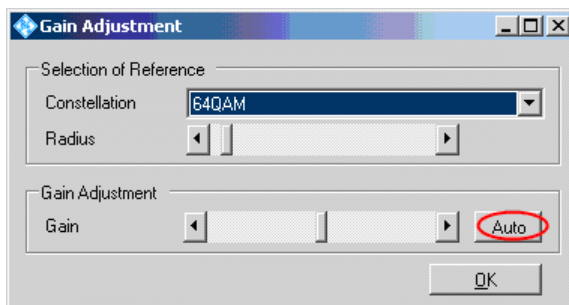 Gain Adjustment
Selection of Reference
Constellation 64QAM
Radius
Gain Adjustment
Gain Auto
OK